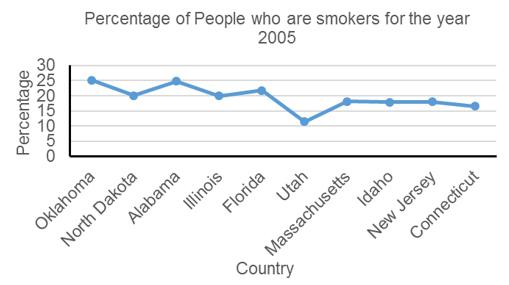 Percentage of People who are smokers for the year
2005
Percentage
30
25
20
15
10
5
0
Oklahoma
North Dakota
Alabama
Illinois
Florida
Utah
Massachusetts
Idaho
New Jersey
Connecticut
Country